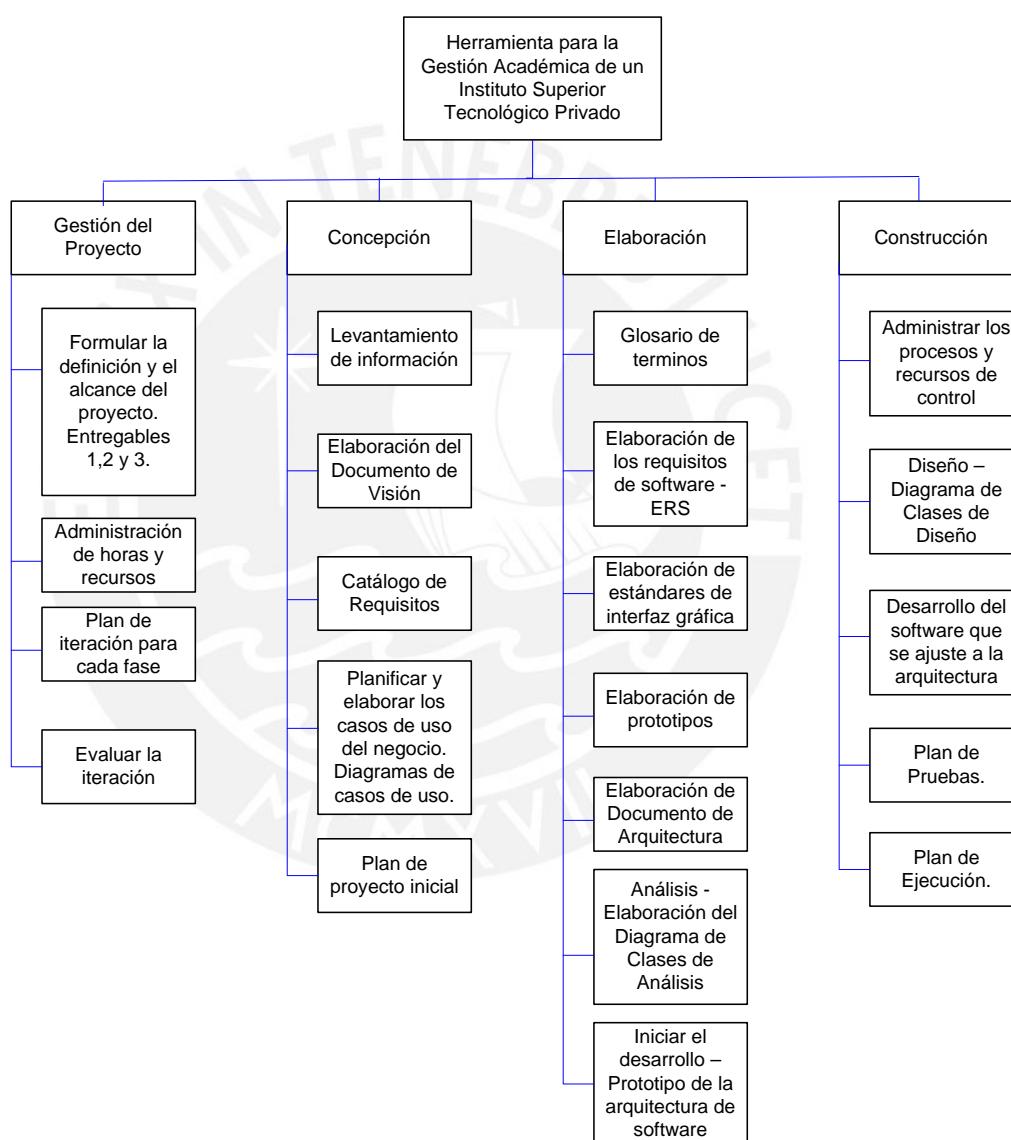 Herramienta para la
Gestión Académica de un
Instituto Superior
Tecnológico Privado
Gestión del
Proyecto
Formular la
definición y el
alcance del
proyecto.
Entregables
1,2 y 3.
Administración
de horas y
recursos
Plan de
iteración para
cada fase
Evaluar la
iteración
Concepción
Levantamiento
de información
Elaboración del
Documento de
Visión
Catálogo de
Requisitos
Planificar y
elaborar los
casos de uso
del negocio.
Diagramas de
casos de uso.
Plan de
proyecto inicial
Elaboración
Glosario de
terminos
Elaboración de
los requisitos
de software -
ERS
Elaboración de
estándares de
interfaz gráfica
Elaboración de
prototipos
Elaboración de
Documento de
Arquitectura
Análisis -
Elaboración del
Diagrama de
Clases de
Análisis
Iniciar el
desarrollo –
Prototipo de la
arquitectura de
software
Construcción
Administrar los
procesos y
recursos de
control
Diseño –
Diagrama de
Clases de
Diseño
Desarrollo del
software que
se ajuste a la
arquitectura
Plan de
Pruebas.
Plan de
Ejecución.